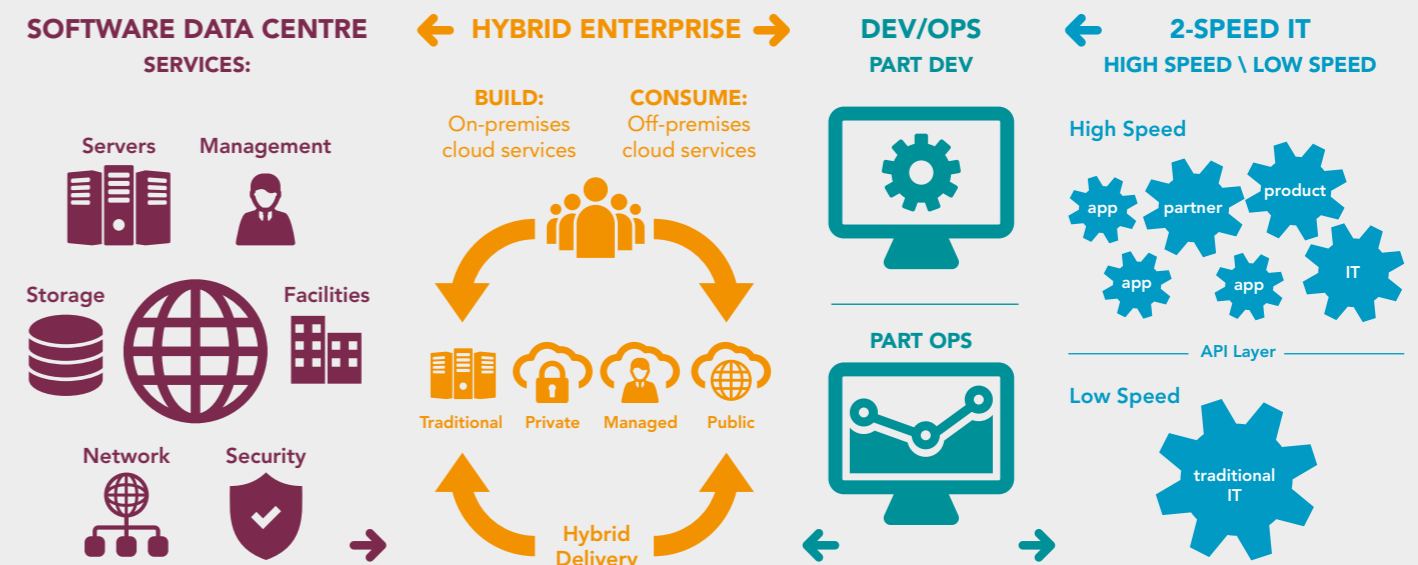 SOFTWARE DATA CENTRE
SERVICES:
Servers
Management
Storage
Facilities
Network
Security
HYBRID ENTERPRISE
BUILD:
On-premises
cloud services
CONSUME:
Off-premises
cloud services
Traditional
Private
Managed
Public
Hybrid
Delivery
DEV/OPS
PART DEV
PART OPS
2-SPEED IT
HIGH SPEED \ LOW SPEED
High Speed
app
partner
product
app
app
IT
API Layer
Low Speed
traditional
IT